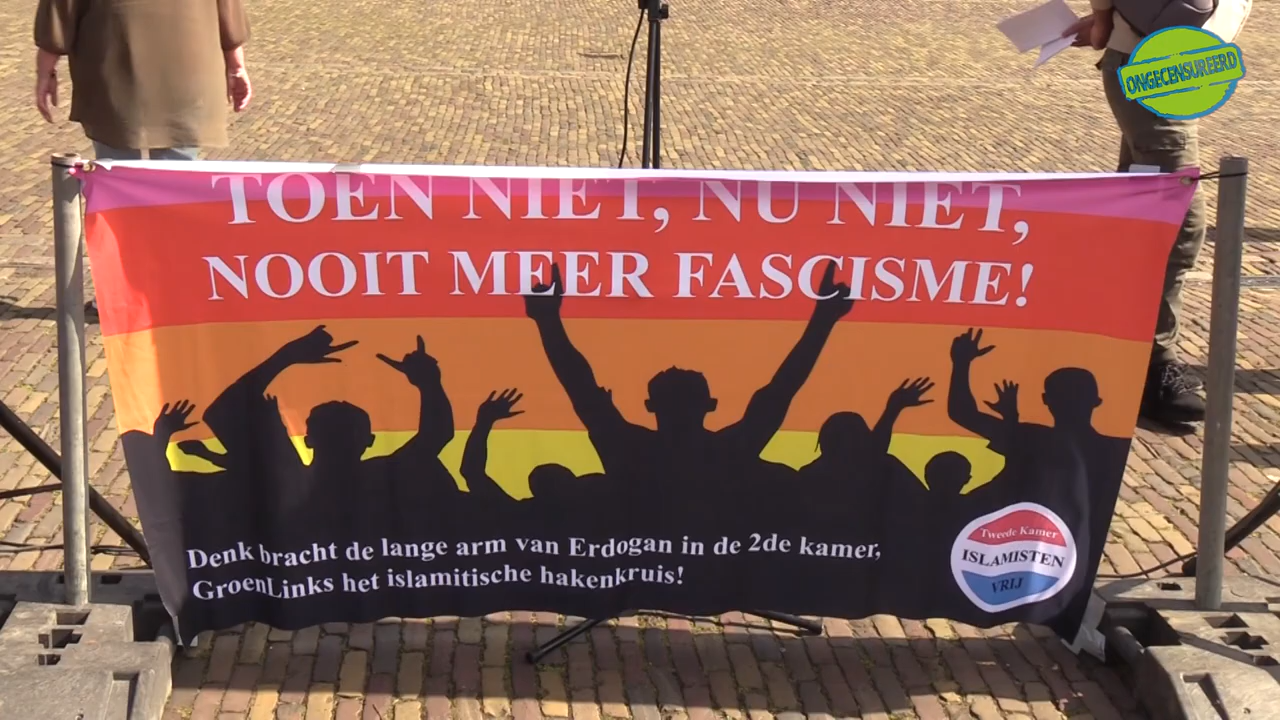 ONGECENSUREERD
TOEN NIET, NU NIET,
NOOIT MEER FASCISME!
Denk bracht de lange arm van Erdogan in de 2de kamer,
GroenLinks het islamitische hakenkruis!
Tweede Kamer
ISLAMISTEN
VRIJ